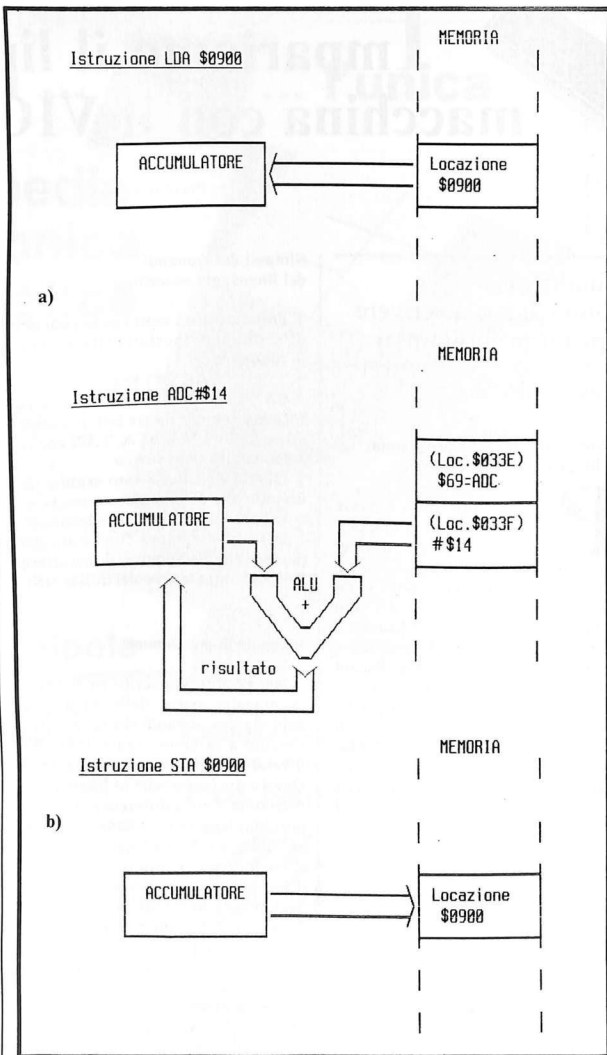 MEMORIA
Istruzione LDA $0900
ACCUMULATORE
Locazione
$0900
a)
MEMORIA
Istruzione ADC#$14
(Loc.$033E)
$69=ADC
ACCUMULATORE
(Loc.$033F)
#$14
ALU
+
risultato
MEMORIA
Istruzione STA $0900
b)
ACCUMULATORE
Locazione
$0900